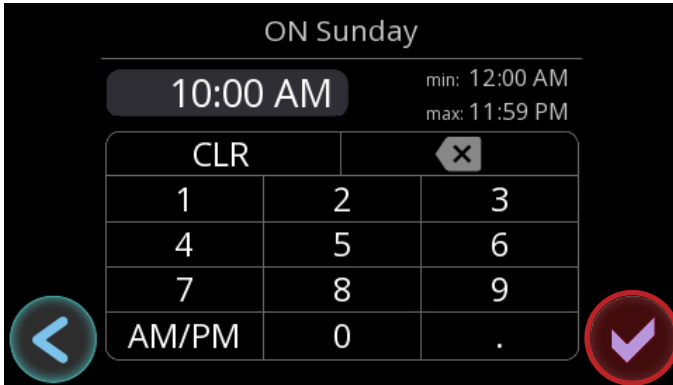 ON Sunday
10:00 AM
min: 12:00 AM
max: 11:59 PM
CLR
1 2 3
4 5 6
7 8 9
AM/PM 0 .